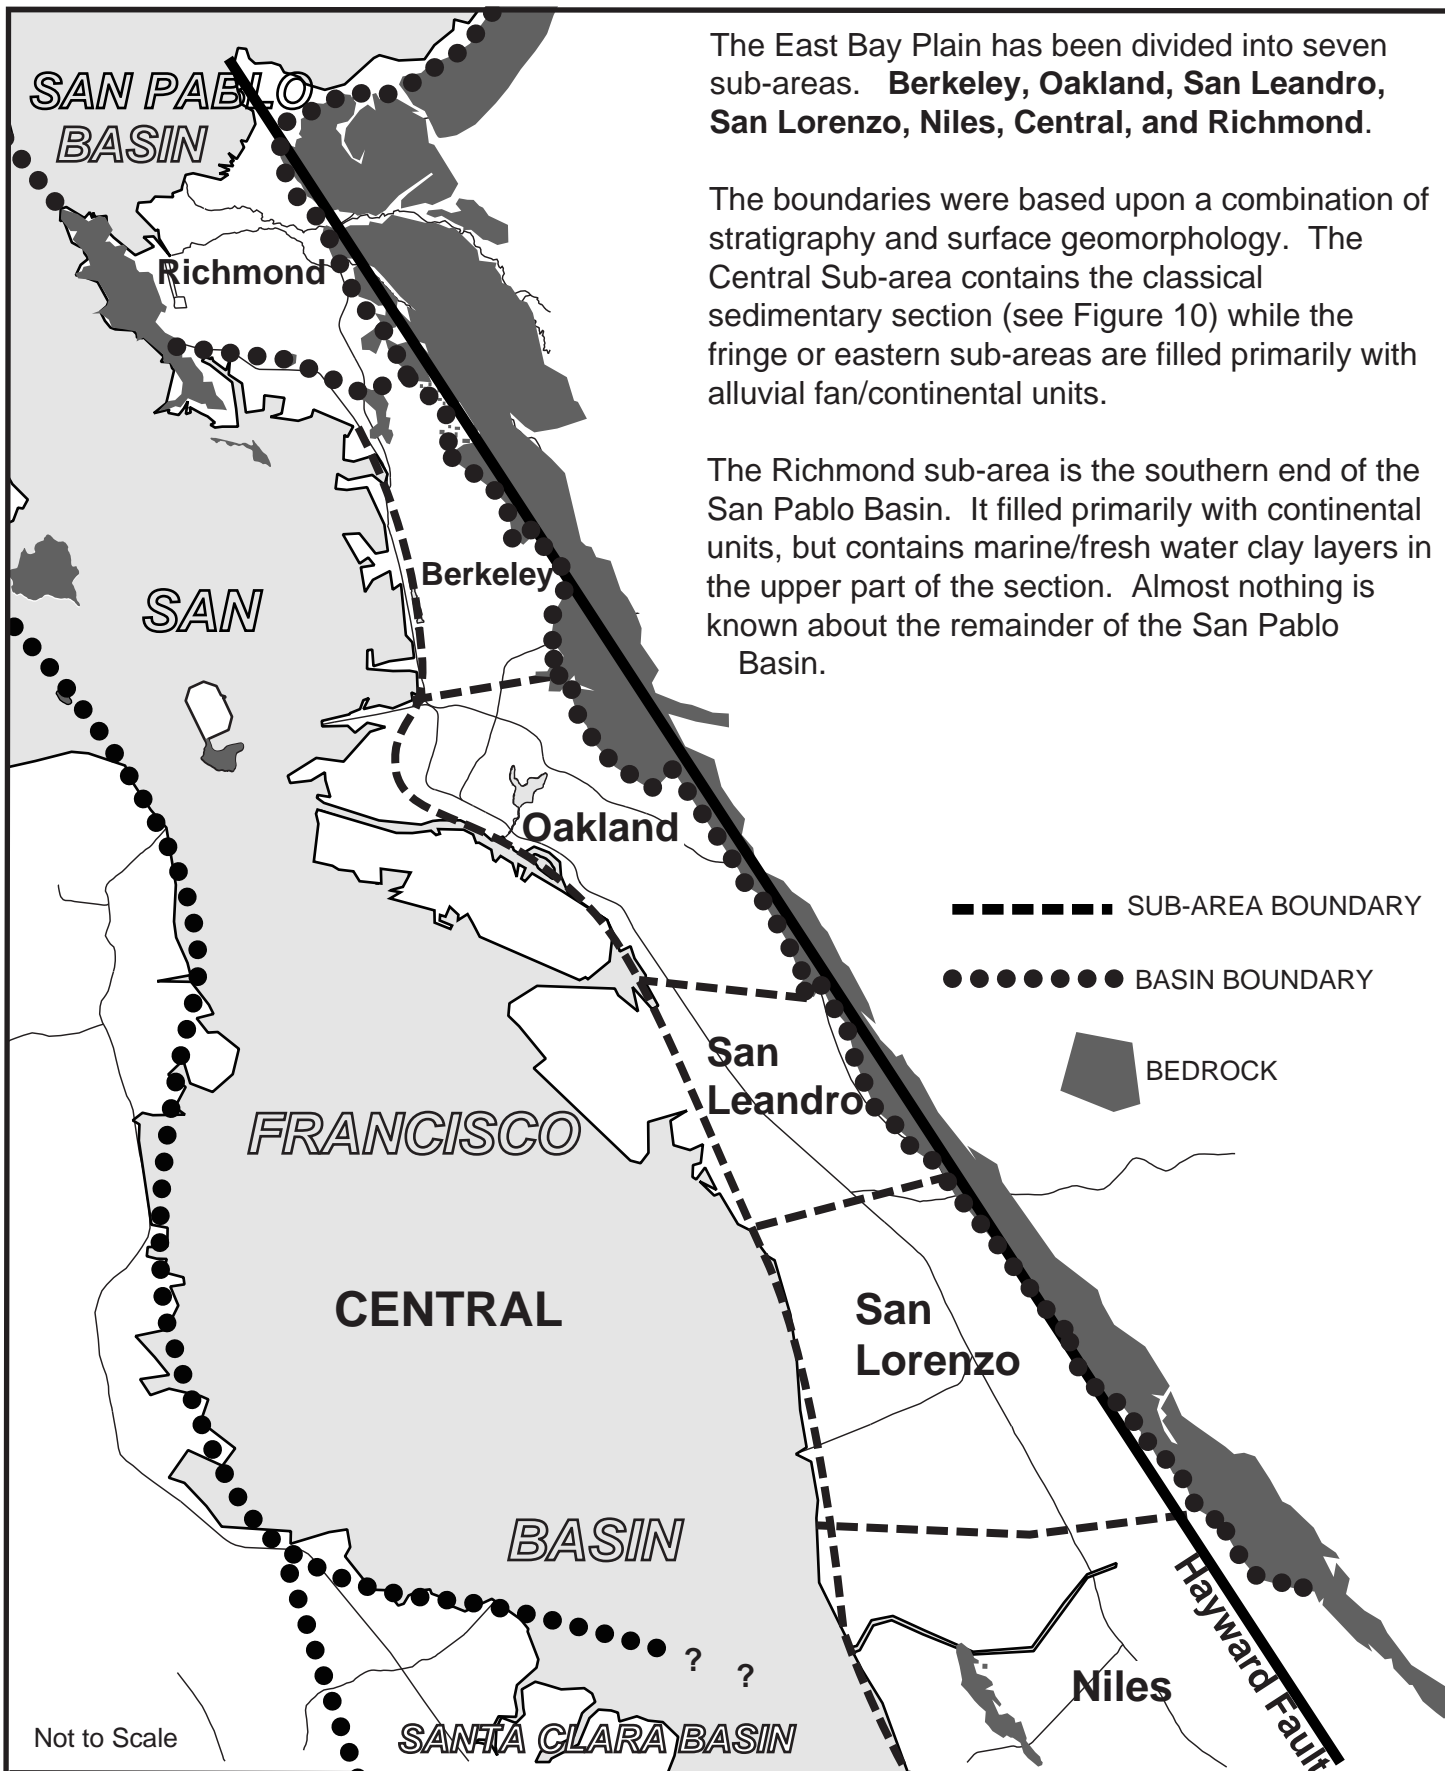 The East Bay Plain has been divided into seven
sub-areas. Berkeley, Oakland, San Leandro,
San Lorenzo, Niles, Central, and Richmond.
The boundaries were based upon a combination of
stratigraphy and surface geomorphology. The
Central Sub-area contains the classical
sedimentary section (see Figure 10) while the
fringe or eastern sub-areas are filled primarily with
alluvial fan/continental units.
The Richmond sub-area is the southern end of the
San Pablo Basin. It filled primarily with continental
units, but contains marine/fresh water clay layers in
the upper part of the section. Almost nothing is
known about the remainder of the San Pablo
Basin.
SAN PABLO
BASIN
Richmond
Berkeley
SAN
Oakland
SUB-AREA BOUNDARY
BASIN BOUNDARY
BEDROCK
San
Leandro
FRANCISCO
CENTRAL
San
Lorenzo
BASIN
Hayward Fault
? ?
Niles
Not to Scale
SANTA CLARA BASIN